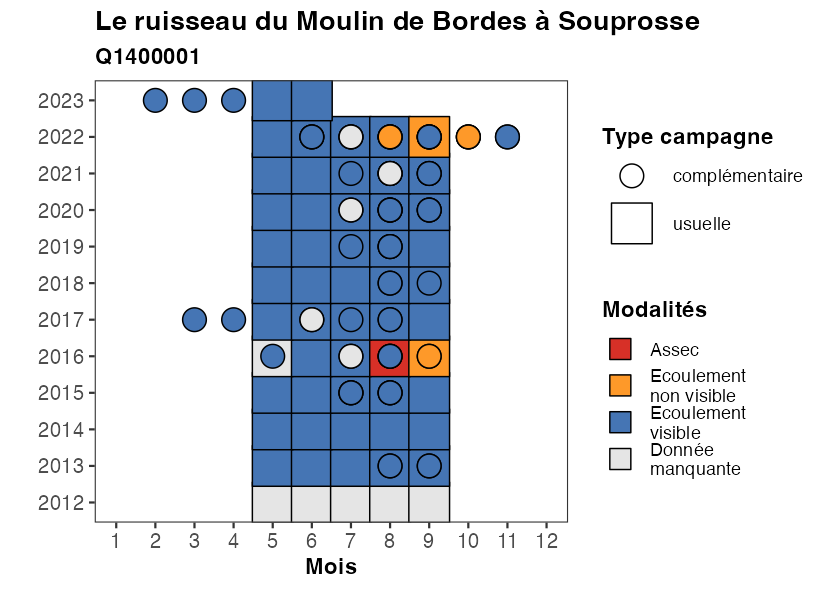 Le ruisseau du Moulin de Bordes à Souprosse
Q1400001
2023
2022
2021
2020
2019
2018
2017
2016
2015
2014
2013
2012
1 2 3 4 5 6 7 8 9 10 11 12
Mois
Type campagne
complémentaire
usuelle
Modalités
Assec
Ecoulement
non visible
Ecoulement
visible
Donnée
manquante